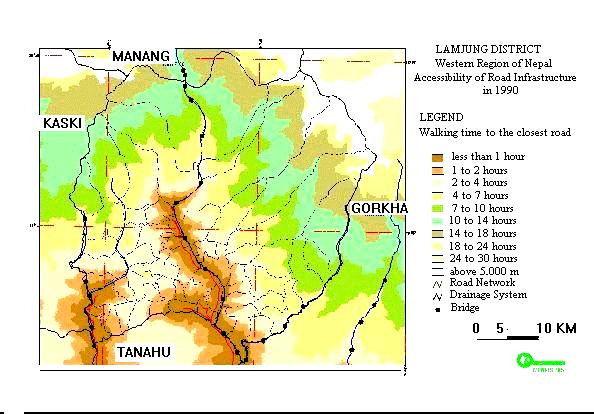 LAMJUNG DISTRICT
Western Region of Nepal
Accessibility of Road Infrastructure
in 1990
MANANG
KASKI
GORKHA
TANAHU
LEGEND
Walking time to the closest road
less than 1 hour
1 to 2 hours
2 to 4 hours
4 to 7 hours
7 to 10 hours
10 to 14 hours
14 to 18 hours
18 to 24 hours
24 to 30 hours
above 5.000 m
Road Network
Drainage System
Bridge
0 5 10 KM